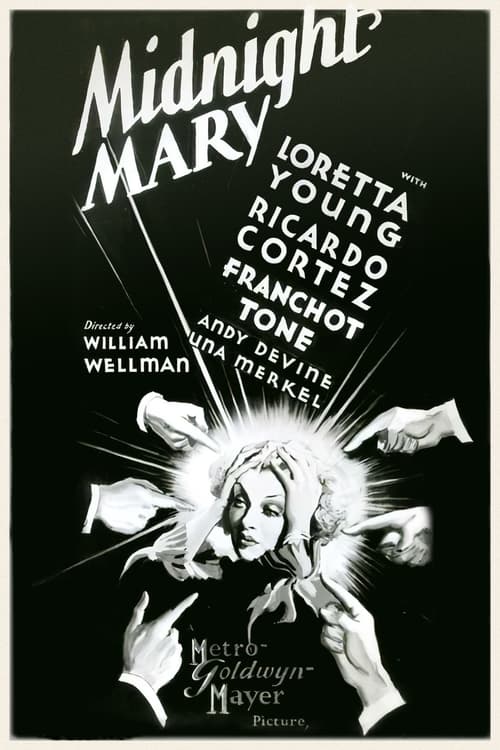 Midnight
MARY
WITH
LORETTA
YOUNG
RICARDO
CORTEZ
FRANCHOT
TONE
ANDY DEVINE
UNA MERKEL
Directed by
WILLIAM
WELLMAN
Metro-
Goldwyn-
Mayer
Picture,